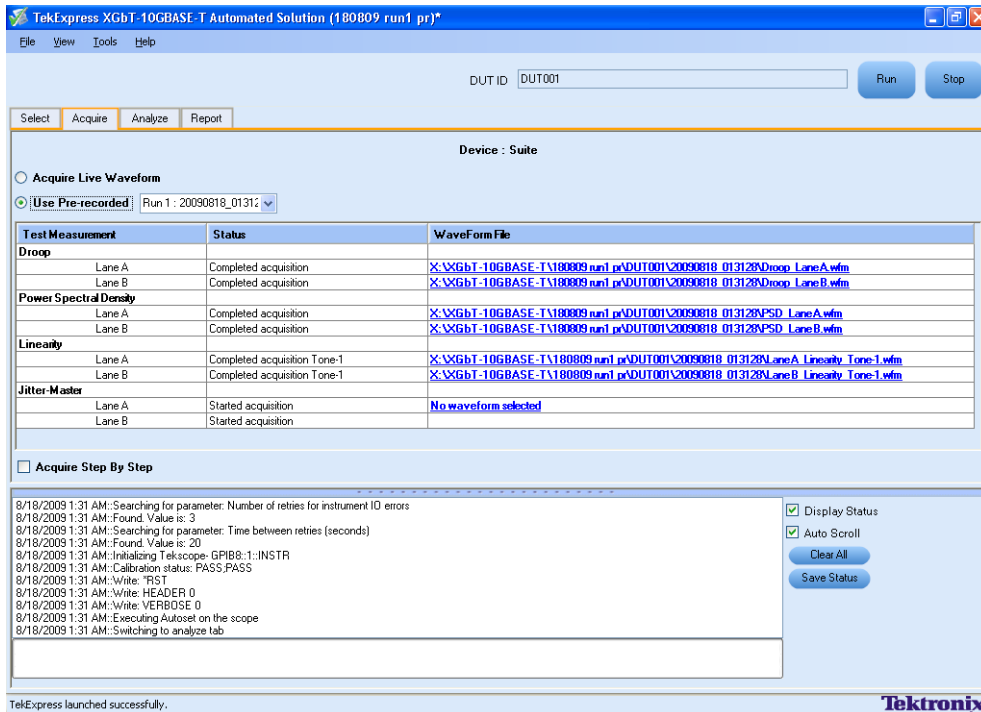 TekExpress XGbT-10GBASE-T Automated Solution (180809 run1 pr)*
File View Tools Help
DUT ID DUT001 Run Stop
Select Acquire Analyze Report
Device : Suite
Acquire Live Waveform
Use Pre-recorded Run 1 : 20090818_01312
Test Measurement Status WaveForm File
Droop
Lane A Completed acquisition X:\XGbT-10GBASE-T\180809 run1 pr\DUT001\20090818_013128\Droop_LaneA.wfm
Lane B Completed acquisition X:\XGbT-10GBASE-T\180809 run1 pr\DUT001\20090818_013128\Droop_LaneB.wfm
Power Spectral Density
Lane A Completed acquisition X:\XGbT-10GBASE-T\180809 run1 pr\DUT001\20090818_013128\PSD_LaneA.wfm
Lane B Completed acquisition X:\XGbT-10GBASE-T\180809 run1 pr\DUT001\20090818_013128\PSD_LaneB.wfm
Linearity
Lane A Completed acquisition Tone-1 X:\XGbT-10GBASE-T\180809 run1 pr\DUT001\20090818_013128\LaneA_Linearity_Tone-1.wfm
Lane B Completed acquisition Tone-1 X:\XGbT-10GBASE-T\180809 run1 pr\DUT001\20090818_013128\LaneB_Linearity_Tone-1.wfm
Jitter-Master
Lane A Started acquisition No waveform selected
Lane B Started acquisition
Acquire Step By Step
8/18/2009 1:31 AM::Searching for parameter: Number of retries for instrument IO errors
8/18/2009 1:31 AM::Found. Value is: 3
8/18/2009 1:31 AM::Searching for parameter: Time between retries (seconds)
8/18/2009 1:31 AM::Found. Value is: 20
8/18/2009 1:31 AM::Initializing Tekscope- GPIB8::1::INSTR
8/18/2009 1:31 AM::Calibration status: PASS;PASS
8/18/2009 1:31 AM::Write: *RST
8/18/2009 1:31 AM::Write: HEADER 0
8/18/2009 1:31 AM::Write: VERBOSE 0
8/18/2009 1:31 AM::Executing Autoset on the scope
8/18/2009 1:31 AM::Switching to analyze tab
Display Status
Auto Scroll
Clear All
Save Status
TekExpress launched successfully.
Tektronix